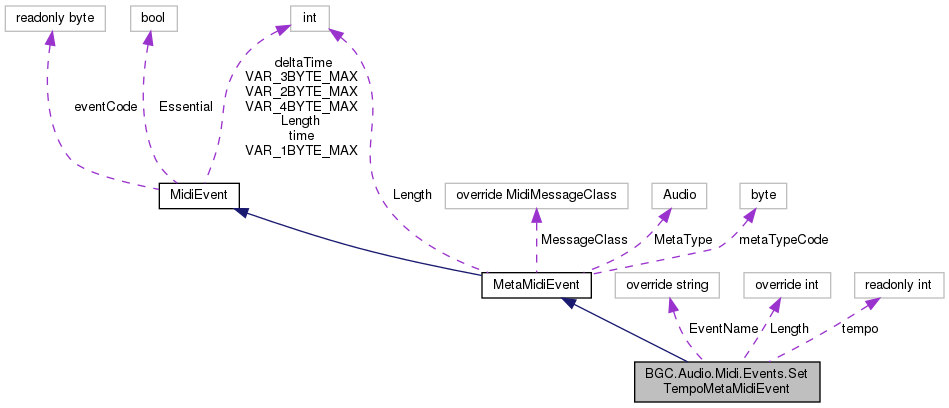 readonly byte
bool
int
deltaTime
VAR_3BYTE_MAX
VAR_2BYTE_MAX
VAR_4BYTE_MAX
Length
time
VAR_1BYTE_MAX
eventCode
Essential
MidiEvent
Length
override MidiMessageClass
Audio
byte
MessageClass
MetaType
metaTypeCode
MetaMidiEvent
override string
override int
readonly int
EventName
Length
tempo
BGC.Audio.Midi.Events.Set
TempoMetaMidiEvent